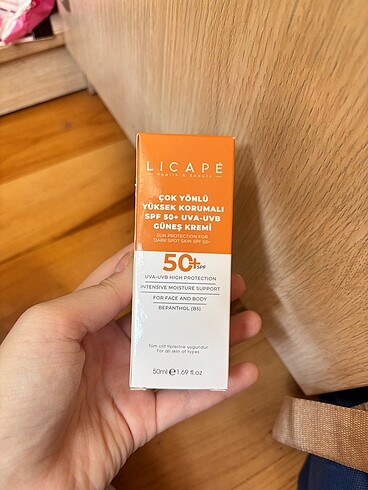 LICAPÉ
Health & Beauty
ÇOK YÖNLÜ
YÜKSEK KORUMALI
SPF 50+ UVA-UVB
GÜNEŞ KREMİ
SUN PROTECTION FOR
DARK SPOT SKIN SPF 50+
50+SPF
UVA-UVB HIGH PROTECTION
INTENSIVE MOISTURE SUPPORT
FOR FACE AND BODY
BEPANTHOL (B5)
Tüm cilt tiplerine uygundur.
For all skin of types
50ml e 1.69 fl.oz